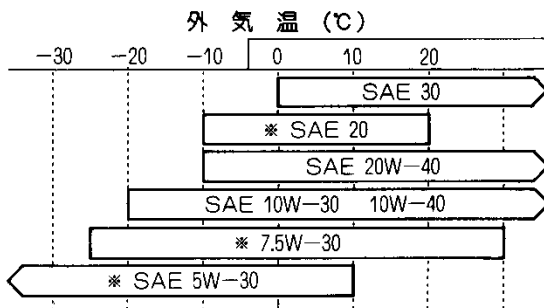 外 気 温 (℃)
−30 −20 −10 0 10 20
SAE 30
※ SAE 20
SAE 20W−40
SAE 10W−30 10W−40
※ 7.5W−30
※ SAE 5W−30